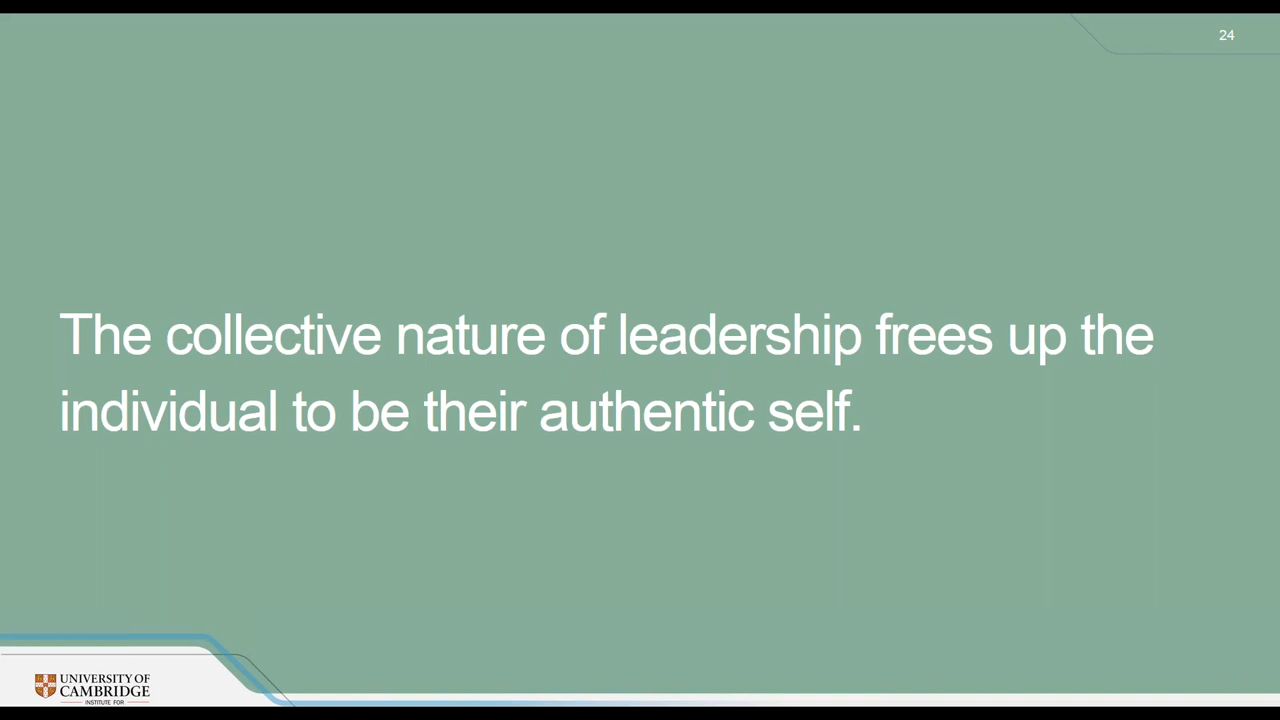 24
The collective nature of leadership frees up the
individual to be their authentic self.
UNIVERSITY OF
CAMBRIDGE
INSTITUTE FOR